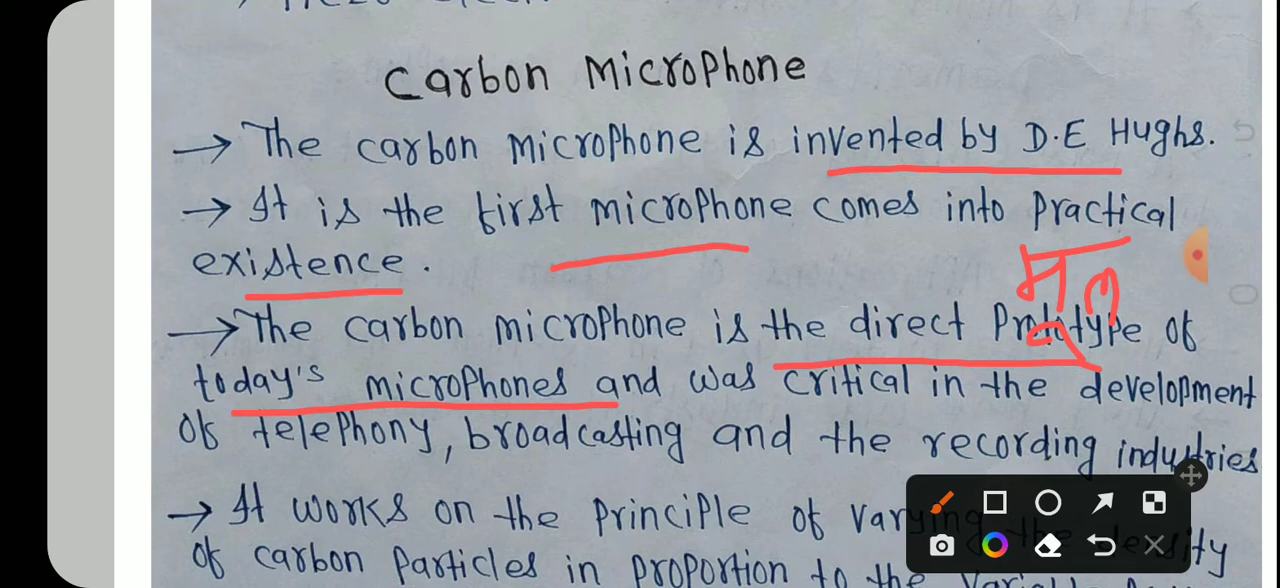 Carbon Microphone
→ The carbon microphone is invented by D.E Hughs.
→ It is the first microphone comes into practical
existence.
→ The carbon microphone is the direct Prototype of
today's microphones and was critical in the development
of telephony, broadcasting and the recording industries
→ It works on the principle of varying the density
of carbon particles in proportion to the